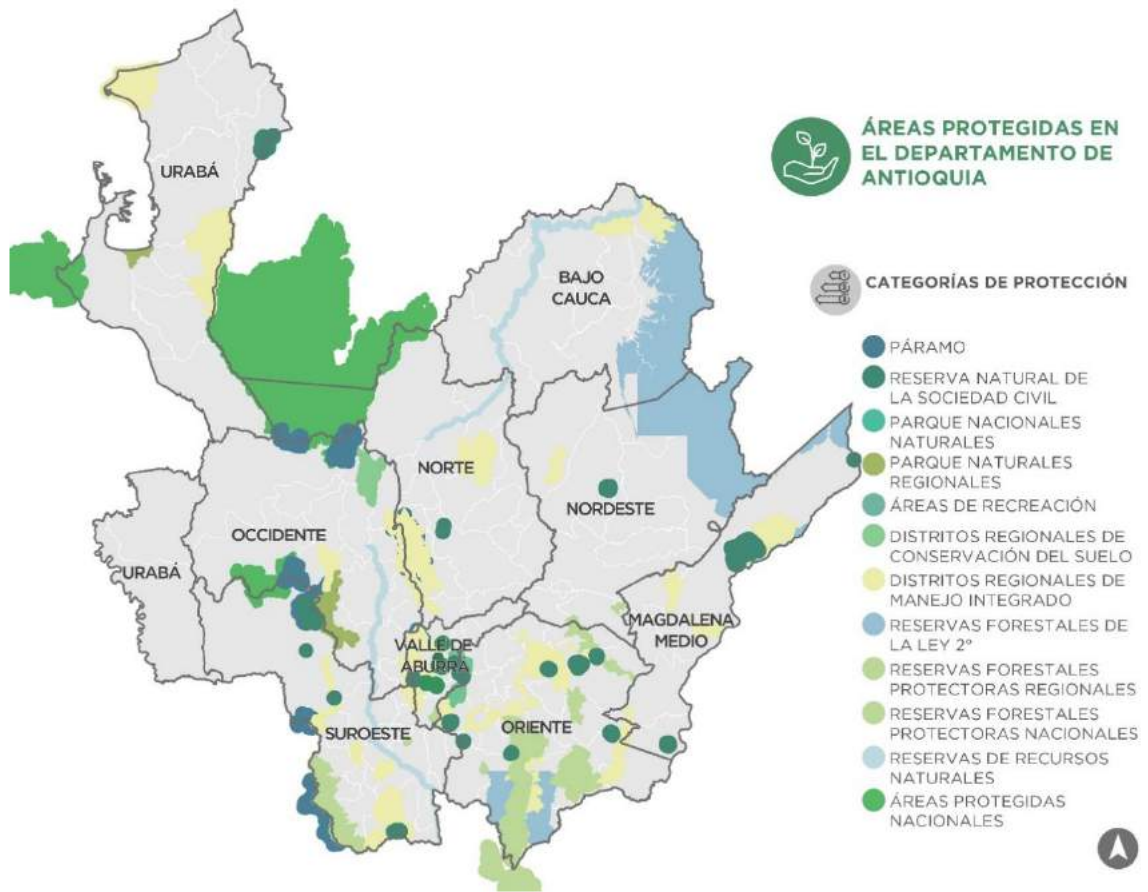 ÁREAS PROTEGIDAS EN
EL DEPARTAMENTO DE
ANTIOQUIA
CATEGORÍAS DE PROTECCIÓN
PÁRAMO
RESERVA NATURAL DE
LA SOCIEDAD CIVIL
PARQUE NACIONALES
NATURALES
PARQUE NATURALES
REGIONALES
ÁREAS DE RECREACIÓN
DISTRITOS REGIONALES DE
CONSERVACIÓN DEL SUELO
DISTRITOS REGIONALES DE
MANEJO INTEGRADO
RESERVAS FORESTALES DE
LA LEY 2º
RESERVAS FORESTALES
PROTECTORAS REGIONALES
RESERVAS FORESTALES
PROTECTORAS NACIONALES
RESERVAS DE RECURSOS
NATURALES
ÁREAS PROTEGIDAS
NACIONALES
URABÁ
BAJO
CAUCA
NORTE
NORDESTE
OCCIDENTE
URABÁ
MAGDALENA
MEDIO
VALLE DE
ABURRÁ
SUROESTE
ORIENTE